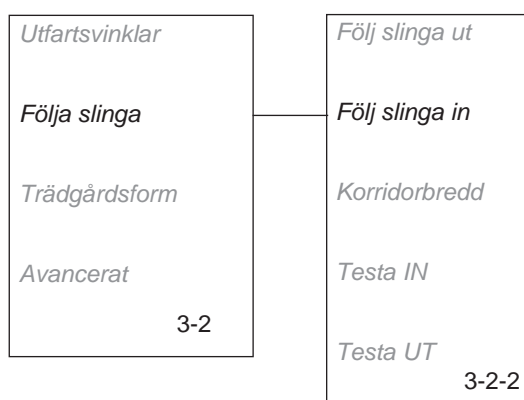 Utfartsvinklar
Följa slinga
Trädgårdsform
Avancerat
3-2
Följ slinga ut
Följ slinga in
Korridorbredd
Testa IN
Testa UT
3-2-2